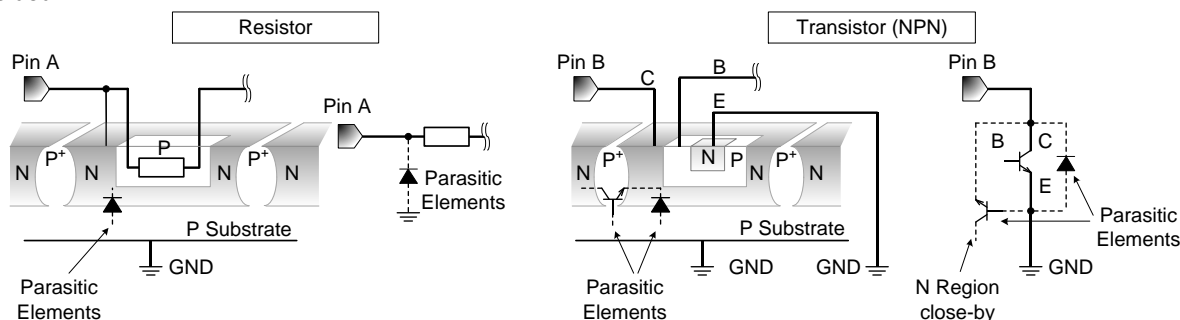 Resistor
Transistor (NPN)
Pin A
Pin B
Pin B
C
B
E
Pin A
B
C
E
N
P+
N
P
P+
N
N
P+
N
P
P+
N
N
Parasitic
Elements
Parasitic
Elements
P Substrate
P Substrate
GND
GND
GND
GND
Parasitic
Elements
Parasitic
Elements
N Region
close-by